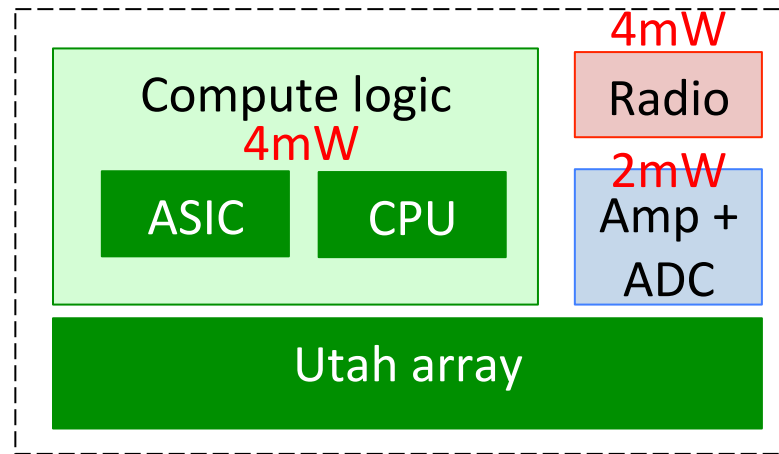 4mW
Compute logic
Radio
4mW
2mW
ASIC
CPU
Amp +
ADC
Utah array